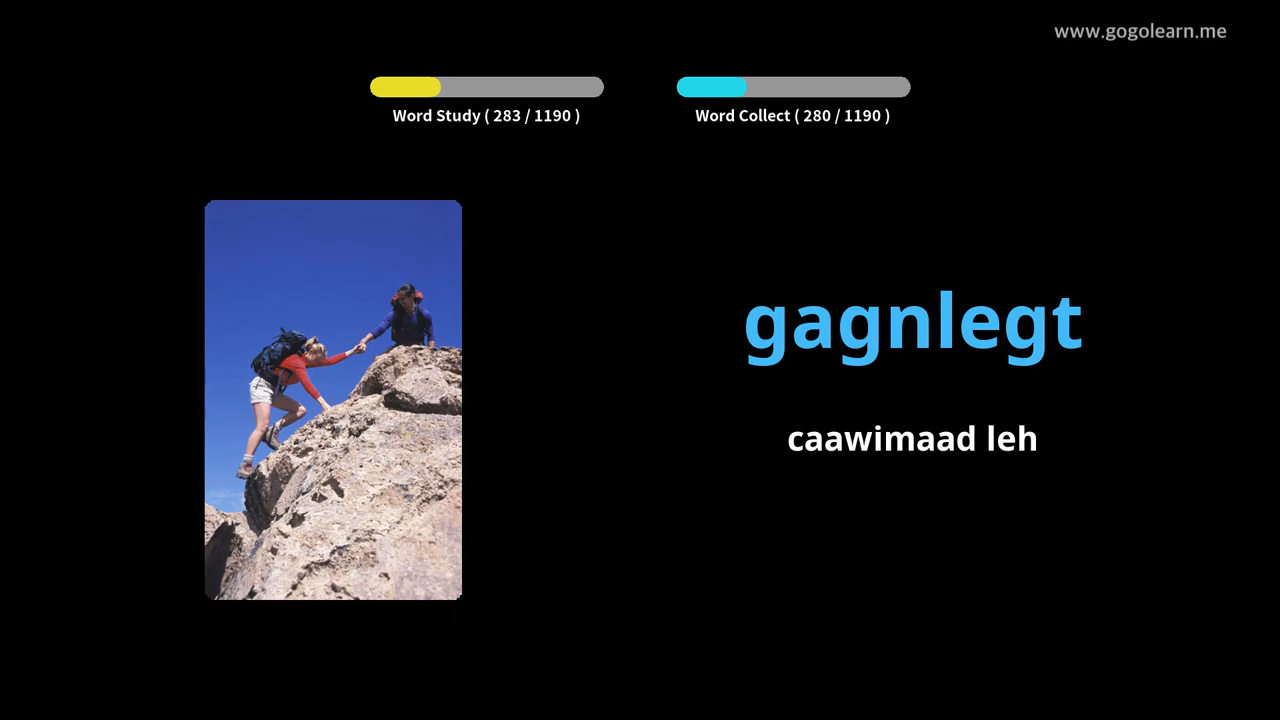 www.gogolearn.me
Word Study ( 283 / 1190 )
Word Collect ( 280 / 1190 )
gagnlegt
caawimaad leh